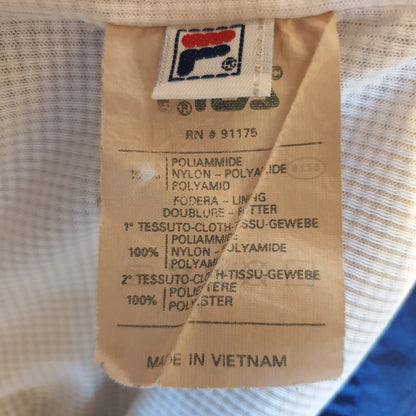 RN # 91175
POLIAMMIDE
NYLON - POLYAMIDE
POLYAMID
FODERA - LINING
DOUBLURE - FUTTER
1° TESSUTO-CLOTH-TISSU-GEWEBE
POLIAMMIDE
100% NYLON - POLYAMIDE
POLYAMID
2° TESSUTO-CLOTH-TISSU-GEWEBE
100% POLIESTERE
POLYESTER
MADE IN VIETNAM